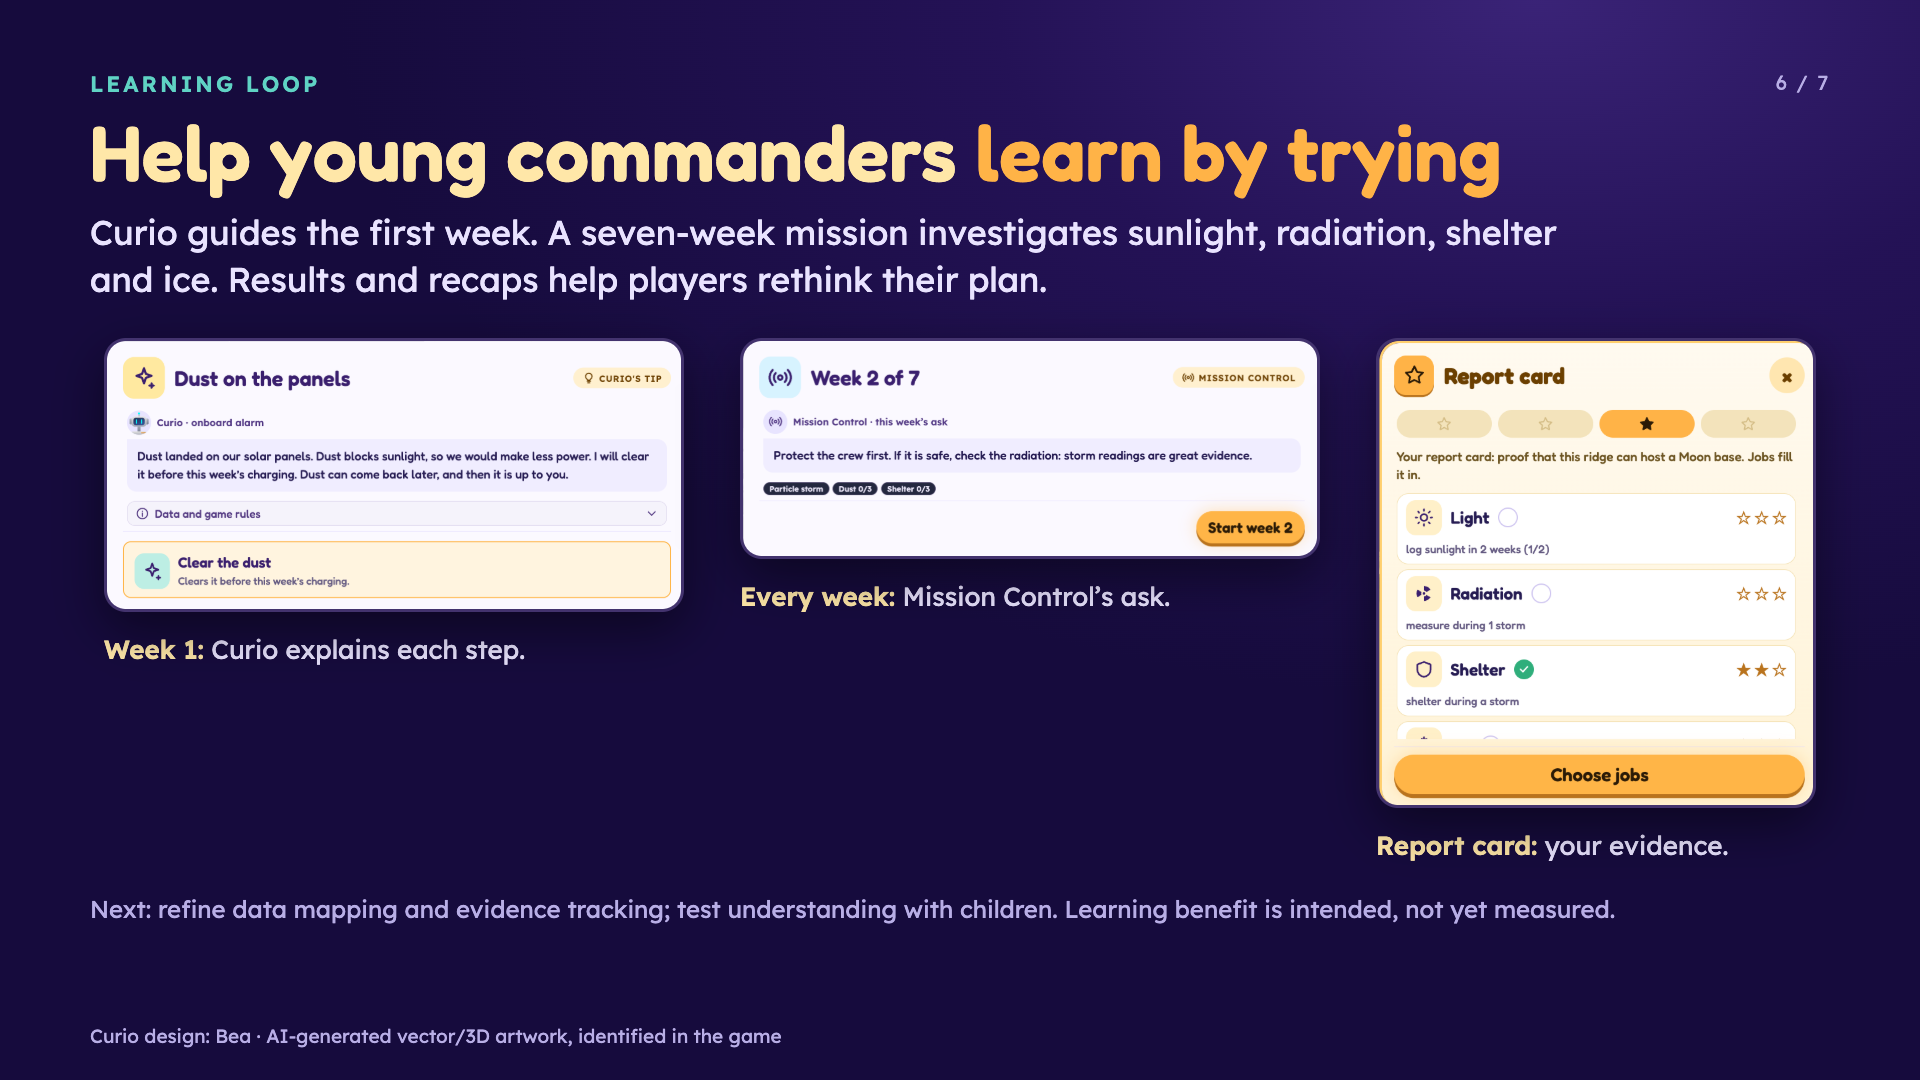 LEARNING LOOP
6 / 7
Help young commanders learn by trying
Curio guides the first week. A seven-week mission investigates sunlight, radiation, shelter
and ice. Results and recaps help players rethink their plan.
Dust on the panels
CURIO'S TIP
Curio · onboard alarm
Dust landed on our solar panels. Dust blocks sunlight, so we would make less power. I will clear
it before this week's charging. Dust can come back later, and then it is up to you.
Data and game rules
Clear the dust
Clears it before this week's charging.
Week 1: Curio explains each step.
Week 2 of 7
MISSION CONTROL
Mission Control · this week's ask
Protect the crew first. If it is safe, check the radiation: storm readings are great evidence.
Particle storm
Dust 0/3
Shelter 0/3
Start week 2
Every week: Mission Control's ask.
Report card
Your report card: proof that this ridge can host a Moon base. Jobs fill
it in.
Light
log sunlight in 2 weeks (1/2)
Radiation
measure during 1 storm
Shelter
shelter during a storm
Choose jobs
Report card: your evidence.
Next: refine data mapping and evidence tracking; test understanding with children. Learning benefit is intended, not yet measured.
Curio design: Bea · AI-generated vector/3D artwork, identified in the game